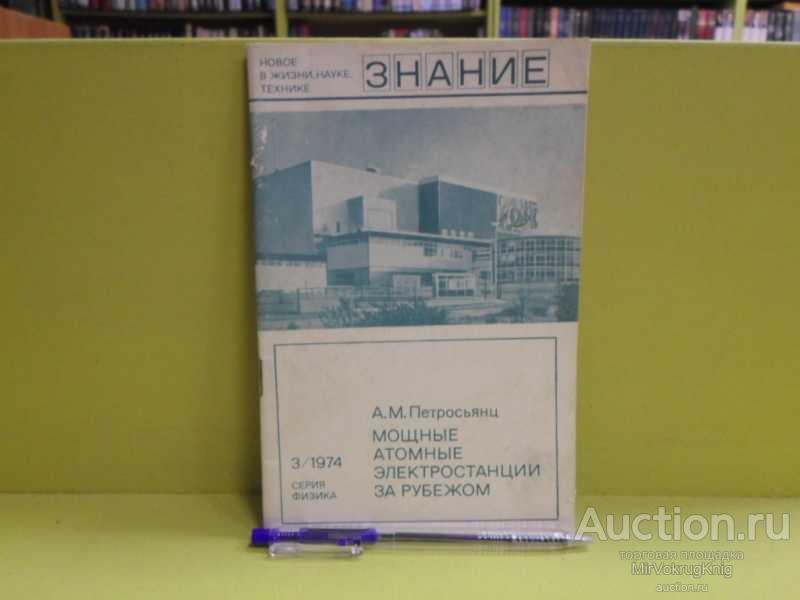 НОВОЕ
В ЖИЗНИ, НАУКЕ,
ТЕХНИКЕ
ЗНАНИЕ
А. М. Петросьянц
МОЩНЫЕ
АТОМНЫЕ
ЭЛЕКТРОСТАНЦИИ
ЗА РУБЕЖОМ
3/1974
СЕРИЯ
ФИЗИКА
Auction.ru
торговая площадка
MirVokrugKnig
auction.ru